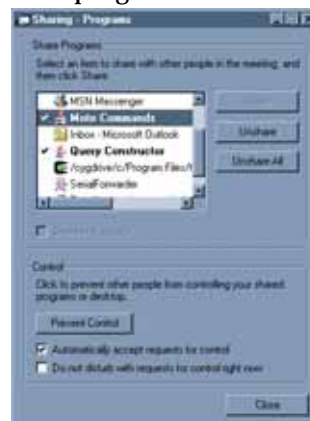 Sharing - Programs
Share Programs
Select an item to share with other people in the meeting, and
then click Share.
MSN Messenger
Mote Commands
Inbox - Microsoft Outlook
Query Constructor
/cygdrive/c/Program Files/
SerialForwarder
Unshare
Unshare All
Control
Click to prevent other people from controlling your shared
programs or desktop.
Prevent Control
Automatically accept requests for control
Do not disturb with requests for control right now
Close